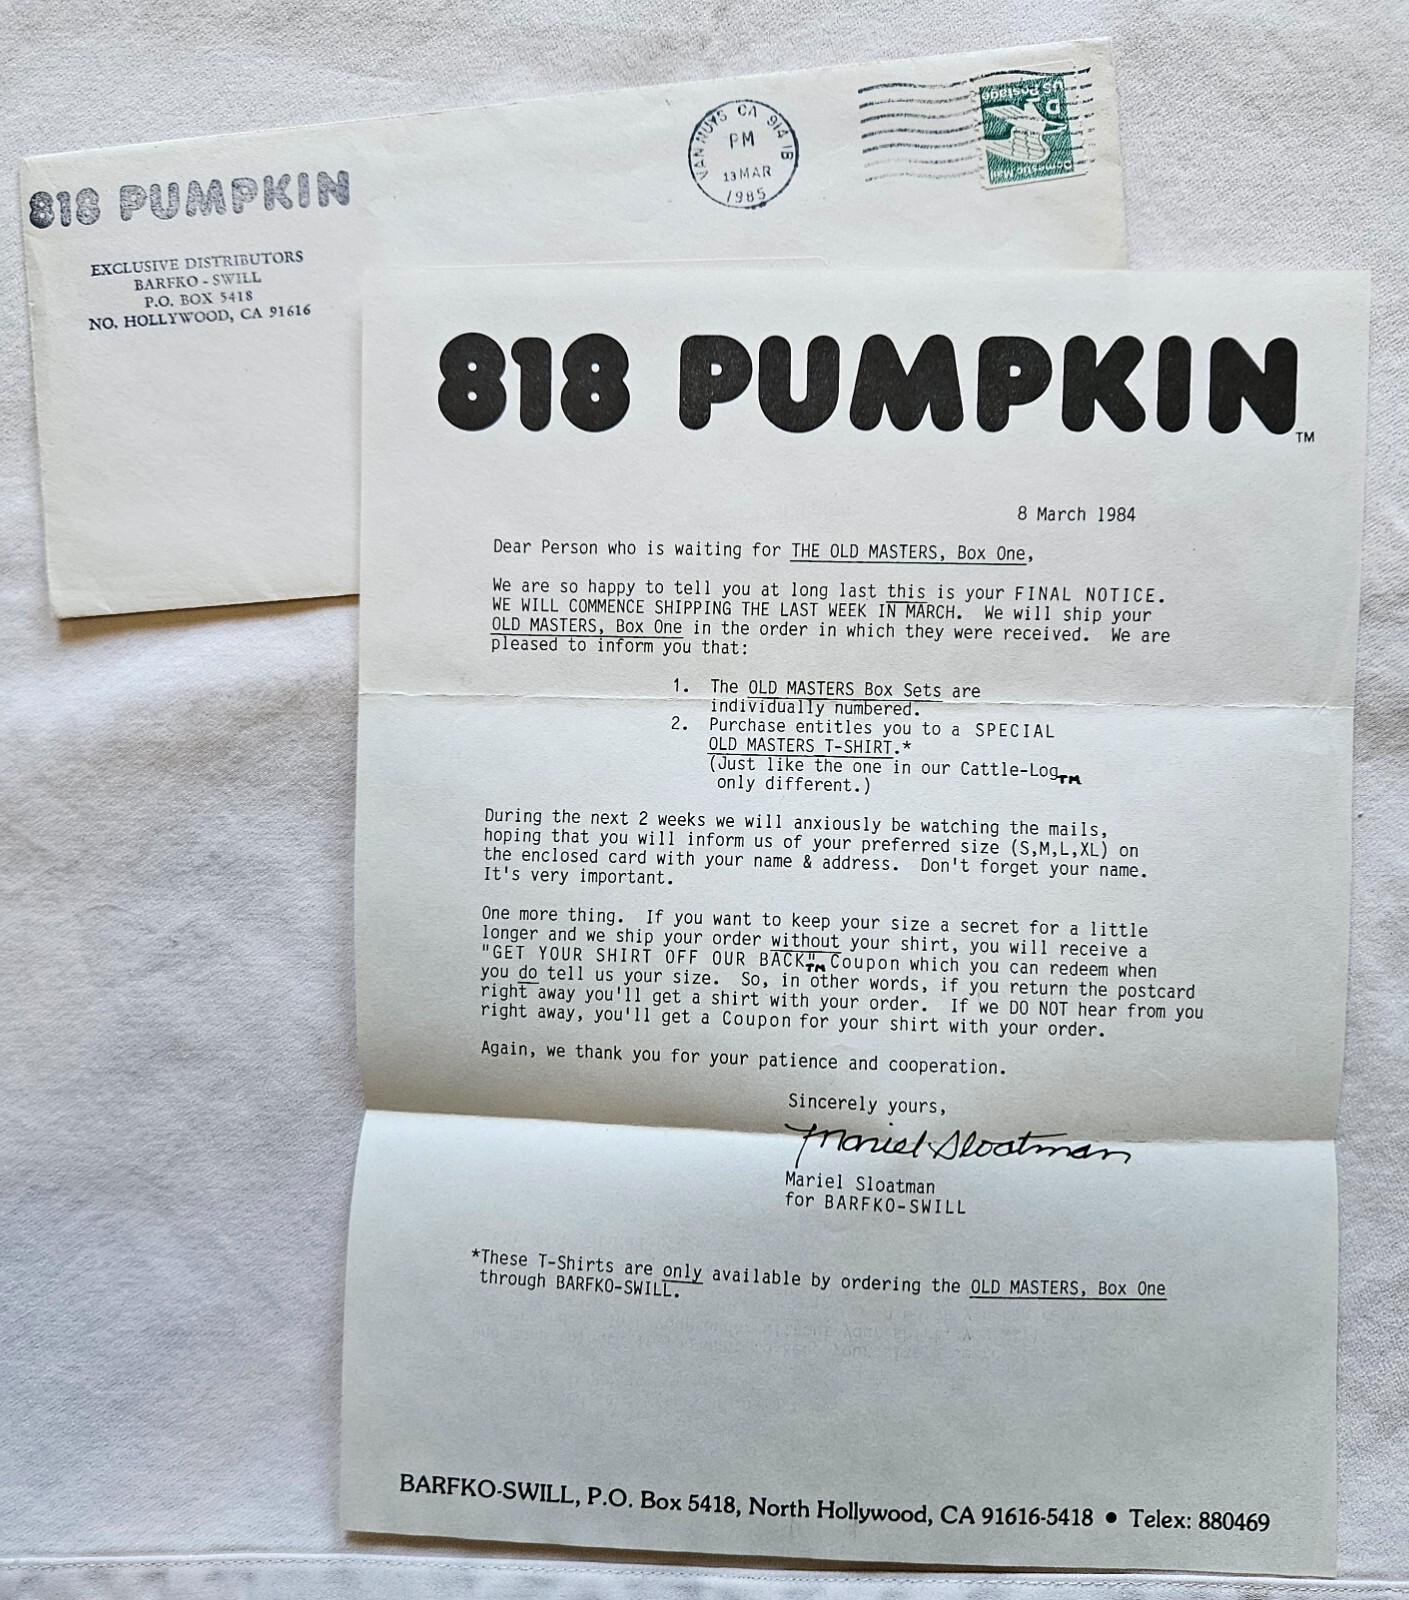 818 PUMPKIN
EXCLUSIVE DISTRIBUTORS
BARFKO - SWILL
P.O. BOX 5418
NO. HOLLYWOOD, CA 91616
VAN NUYS CA 914 1B
PM
13 MAR
1985
US Postage
D
Domestic Mail
818 PUMPKIN
TM
8 March 1984
Dear Person who is waiting for THE OLD MASTERS, Box One,
We are so happy to tell you at long last this is your FINAL NOTICE.
WE WILL COMMENCE SHIPPING THE LAST WEEK IN MARCH. We will ship your
OLD MASTERS, Box One in the order in which they were received. We are
pleased to inform you that:
1. The OLD MASTERS Box Sets are
individually numbered.
2. Purchase entitles you to a SPECIAL
OLD MASTERS T-SHIRT.*
(Just like the one in our Cattle-Log TM
only different.)
During the next 2 weeks we will anxiously be watching the mails,
hoping that you will inform us of your preferred size (S,M,L,XL) on
the enclosed card with your name & address. Don't forget your name.
It's very important.
One more thing. If you want to keep your size a secret for a little
longer and we ship your order without your shirt, you will receive a
"GET YOUR SHIRT OFF OUR BACK" TM Coupon which you can redeem when
you do tell us your size. So, in other words, if you return the postcard
right away you'll get a shirt with your order. If we DO NOT hear from you
right away, you'll get a Coupon for your shirt with your order.
Again, we thank you for your patience and cooperation.
Sincerely yours,
Mariel Sloatman
Mariel Sloatman
for BARFKO-SWILL
*These T-Shirts are only available by ordering the OLD MASTERS, Box One
through BARFKO-SWILL.
BARFKO-SWILL, P.O. Box 5418, North Hollywood, CA 91616-5418 • Telex: 880469